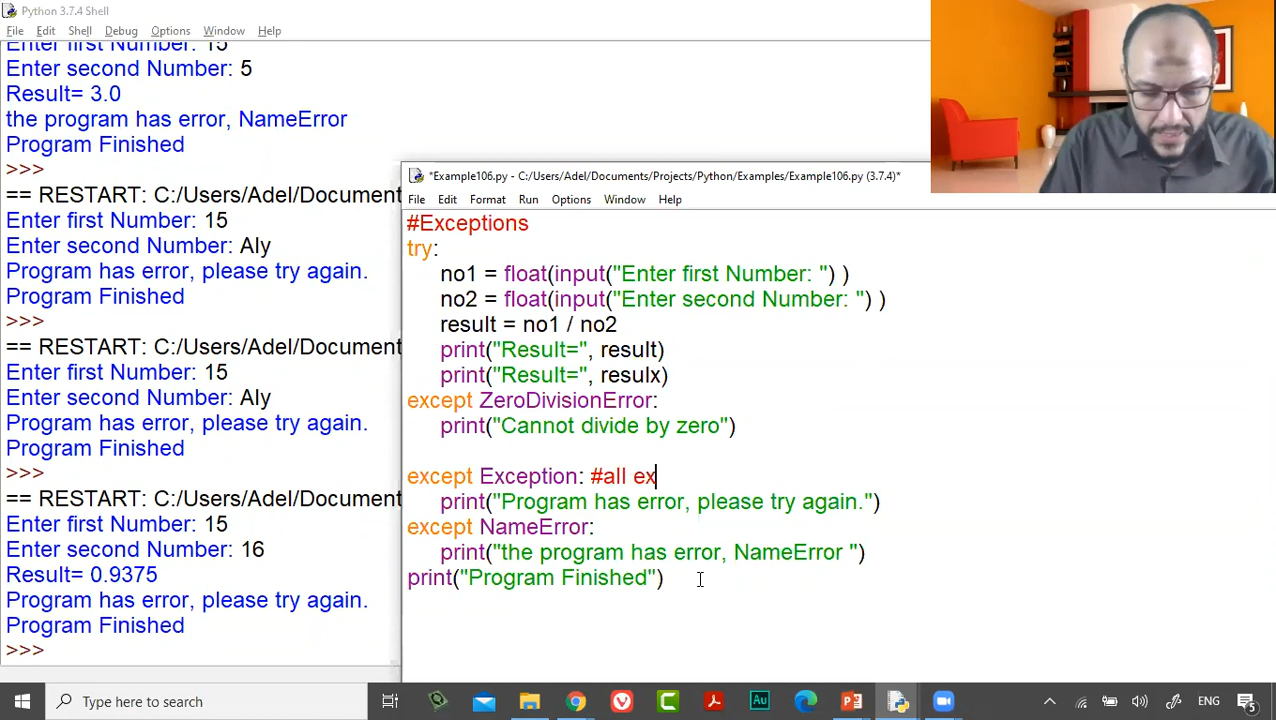 Python 3.7.4 Shell
File Edit Shell Debug Options Window Help
Enter first Number: 15
Enter second Number: 5
Result= 3.0
the program has error, NameError
Program Finished
>>>
== RESTART: C:/Users/Adel/Document
Enter first Number: 15
Enter second Number: Aly
Program has error, please try again.
Program Finished
>>>
== RESTART: C:/Users/Adel/Document
Enter first Number: 15
Enter second Number: Aly
Program has error, please try again.
Program Finished
>>>
== RESTART: C:/Users/Adel/Document
Enter first Number: 15
Enter second Number: 16
Result= 0.9375
Program has error, please try again.
Program Finished
>>>
*Example106.py - C:/Users/Adel/Documents/Projects/Python/Examples/Example106.py (3.7.4)*
File Edit Format Run Options Window Help
#Exceptions
try:
no1 = float(input("Enter first Number: ") )
no2 = float(input("Enter second Number: ") )
result = no1 / no2
print("Result=", result)
print("Result=", resulx)
except ZeroDivisionError:
print("Cannot divide by zero")
except Exception: #all ex
print("Program has error, please try again.")
except NameError:
print("the program has error, NameError ")
print("Program Finished")
Type here to search
Au
ENG
5